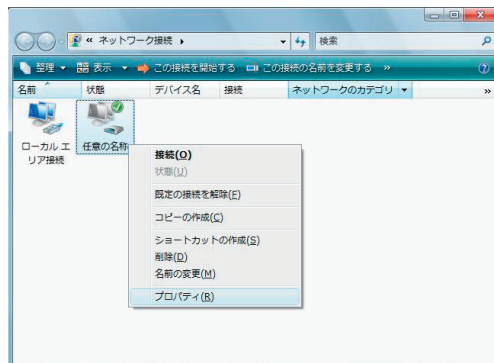 « ネットワーク接続
検索
整理 表示 この接続を開始する この接続の名前を変更する »
名前 状態 デバイス名 接続 ネットワークのカテゴリ »
ローカル エリア接続
任意の名称
接続(O)
状態(U)
既定の接続を解除(F)
コピーの作成(C)
ショートカットの作成(S)
削除(D)
名前の変更(M)
プロパティ(R)